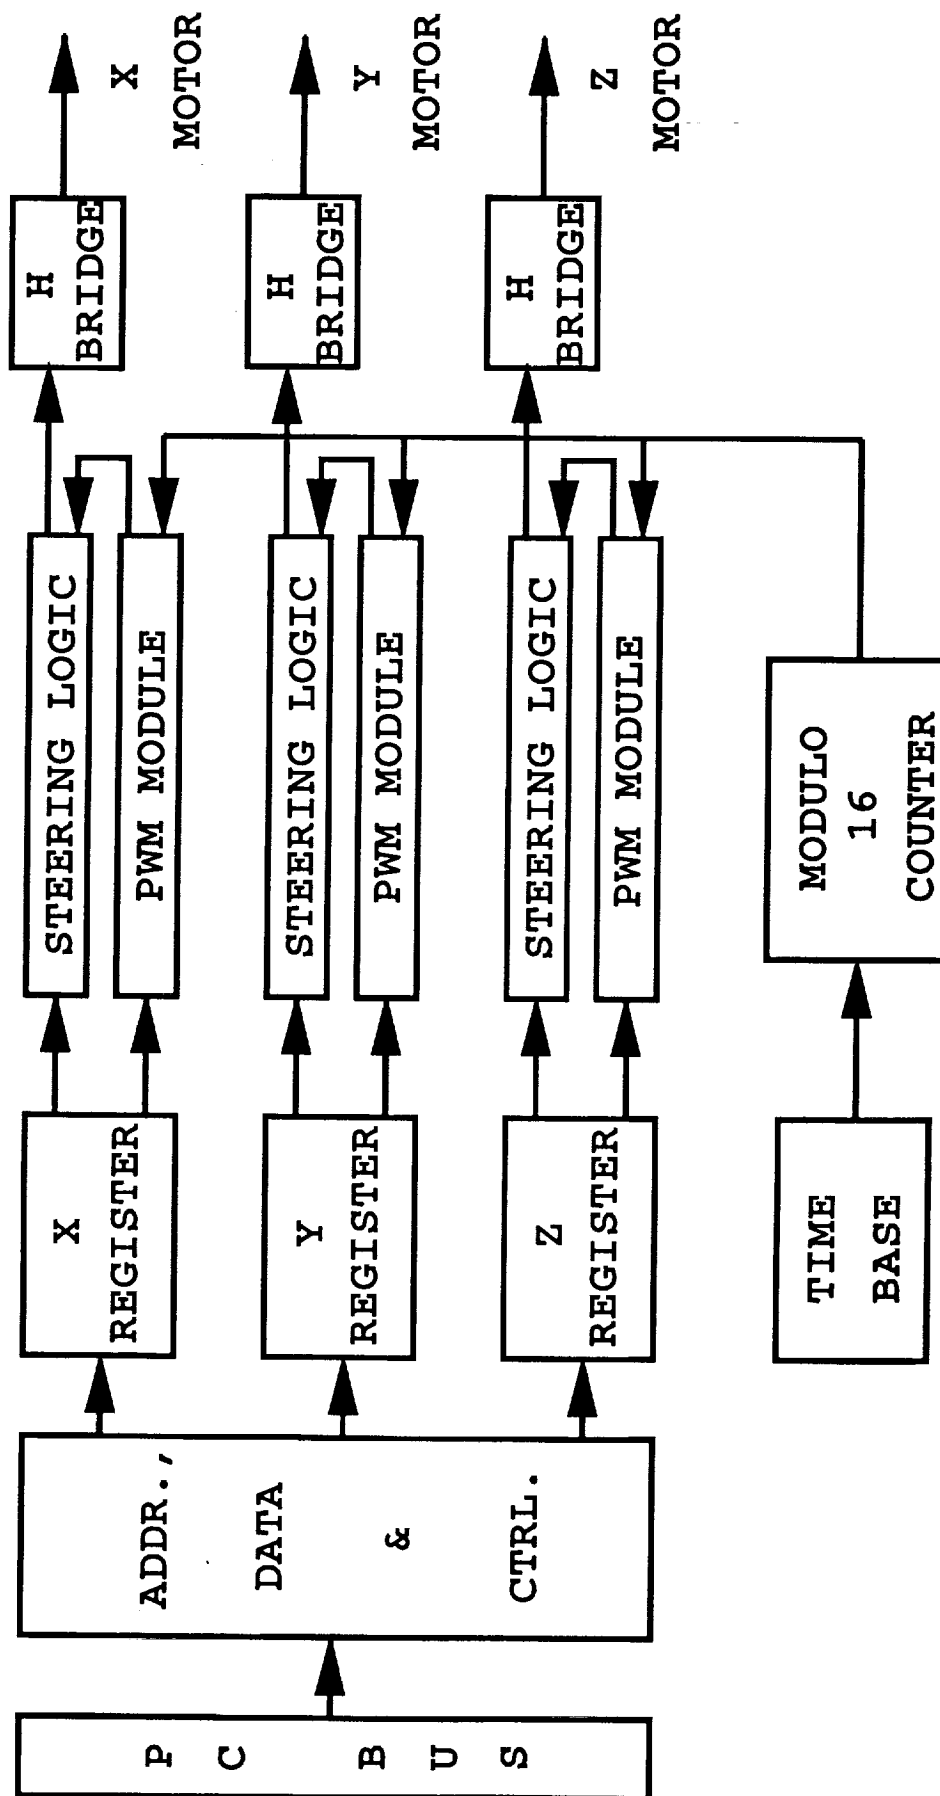 P C B U S
ADDR.,
DATA
&
CTRL.
X
REGISTER
STEERING LOGIC
PWM MODULE
H
BRIDGE
X
MOTOR
Y
REGISTER
STEERING LOGIC
PWM MODULE
H
BRIDGE
Y
MOTOR
Z
REGISTER
STEERING LOGIC
PWM MODULE
H
BRIDGE
Z
MOTOR
TIME
BASE
MODULO
16
COUNTER